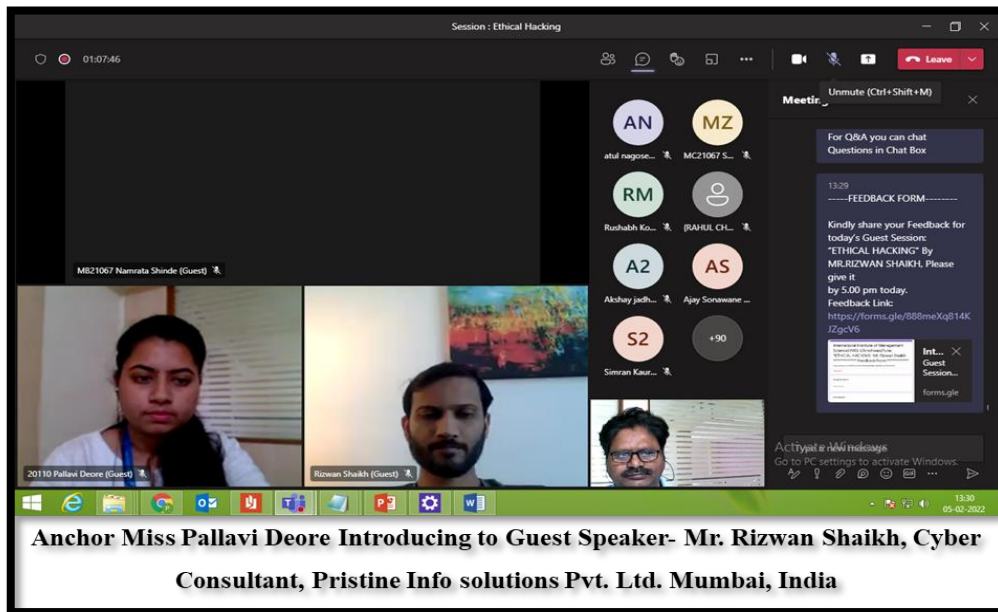 Session : Ethical Hacking
01:07:46
Leave
Unmute (Ctrl+Shift+M)
MB21067 Namrata Shinde (Guest)
20110 Pallavi Deore (Guest)
Rizwan Shaikh (Guest)
AN
atul nagose...
MZ
MC21067 S...
RM
Rushabh Ko...
(RAHUL CH...
A2
Akshay jadh...
AS
Ajay Sonawane ...
S2
Simran Kaur...
+90
For Q&A you can chat
Questions in Chat Box
13:29
-----FEEDBACK FORM--------
Kindly share your Feedback for
today's Guest Session:
"ETHICAL HACKING" By
MR.RIZWAN SHAIKH, Please
give it
by 5.00 pm today.
Feedback Link:
https://forms.gle/888meXq814K
JZgcV6
Int...
Guest
Session...
forms.gle
Activate Windows
Type a new message
Go to PC settings to activate Windows.
13:30
05-02-2022
Anchor Miss Pallavi Deore Introducing to Guest Speaker- Mr. Rizwan Shaikh, Cyber
Consultant, Pristine Info solutions Pvt. Ltd. Mumbai, India